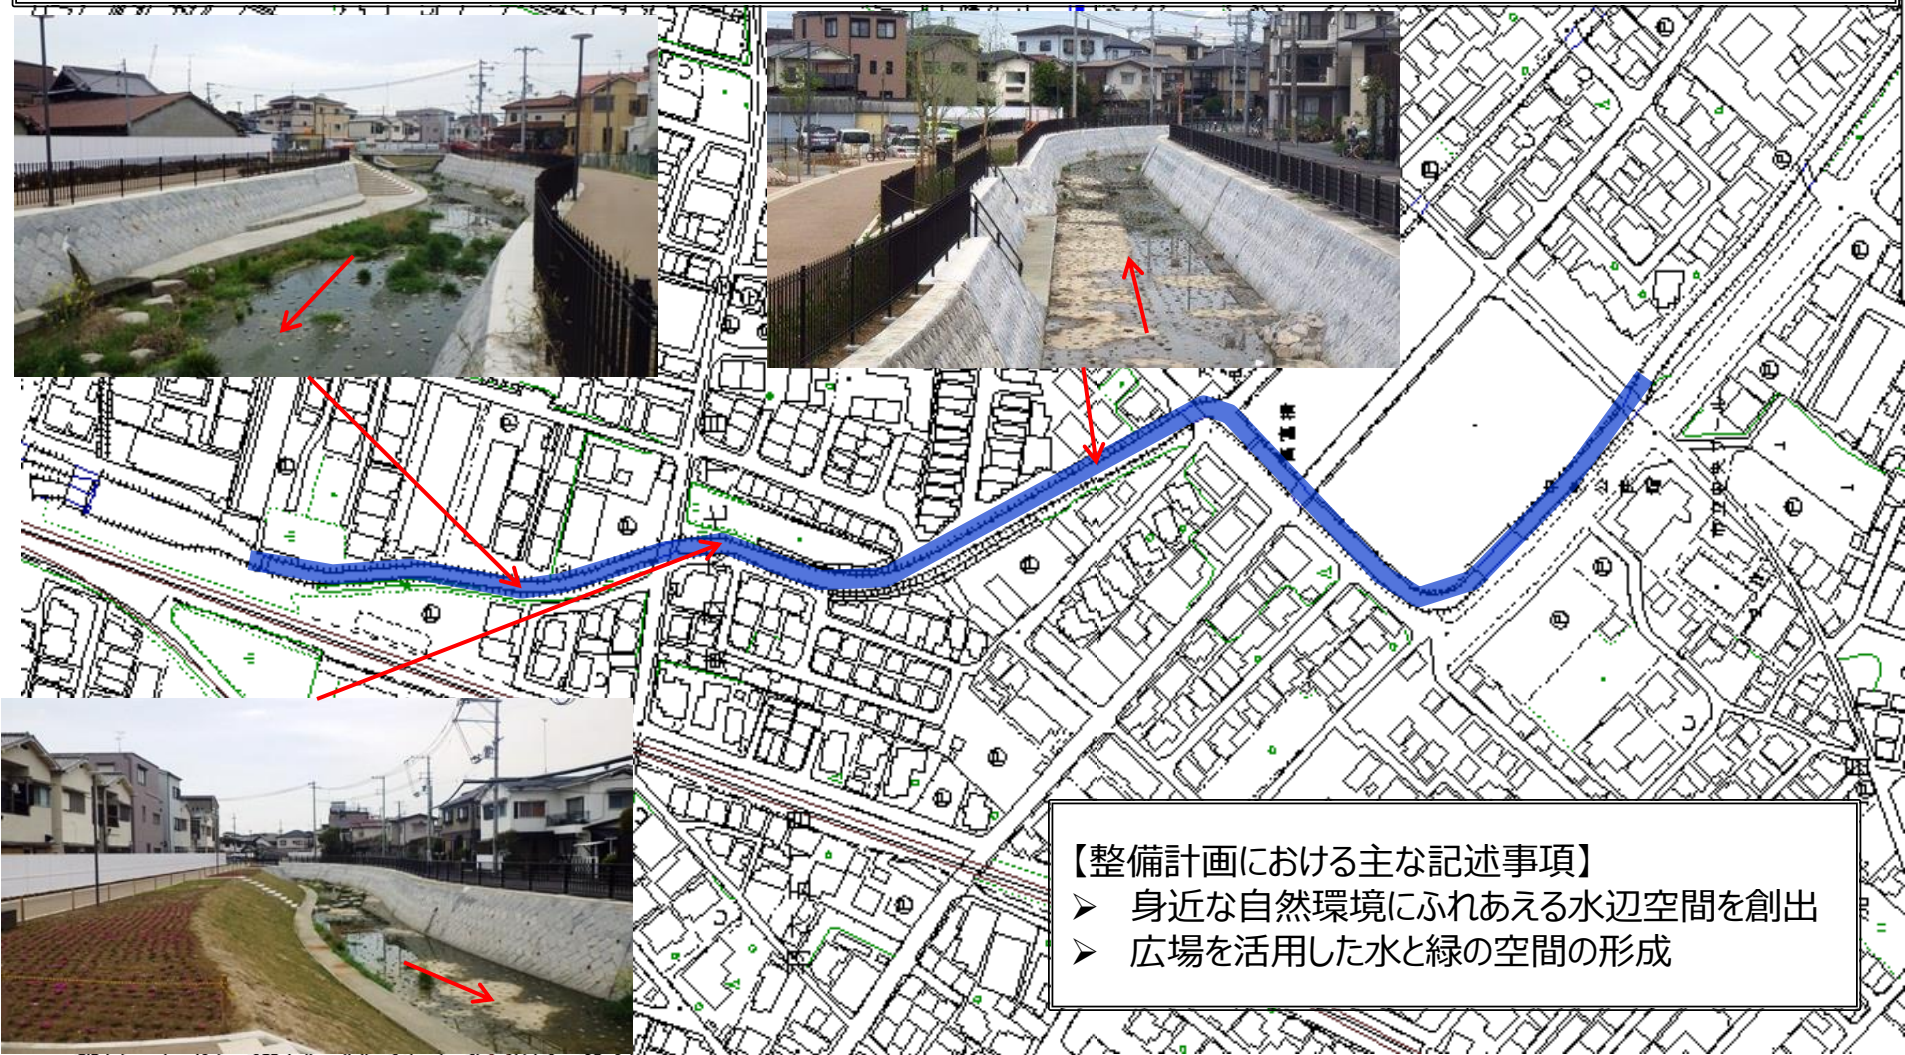 【整備計画における主な記述事項】
➢ 身近な自然環境にふれあえる水辺空間を創出
➢ 広場を活用した水と緑の空間の形成